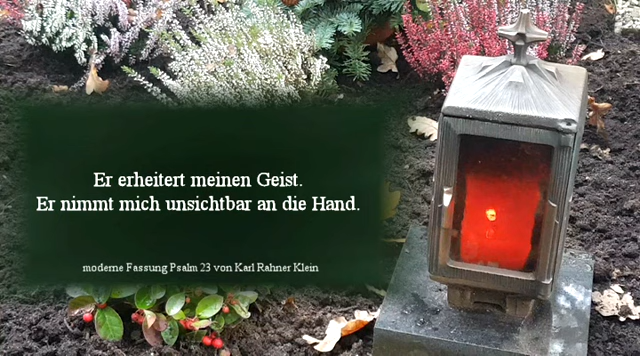 Er erheitert meinen Geist.
Er nimmt mich unsichtbar an die Hand.
moderne Fassung Psalm 23 von Karl Rahner Klein